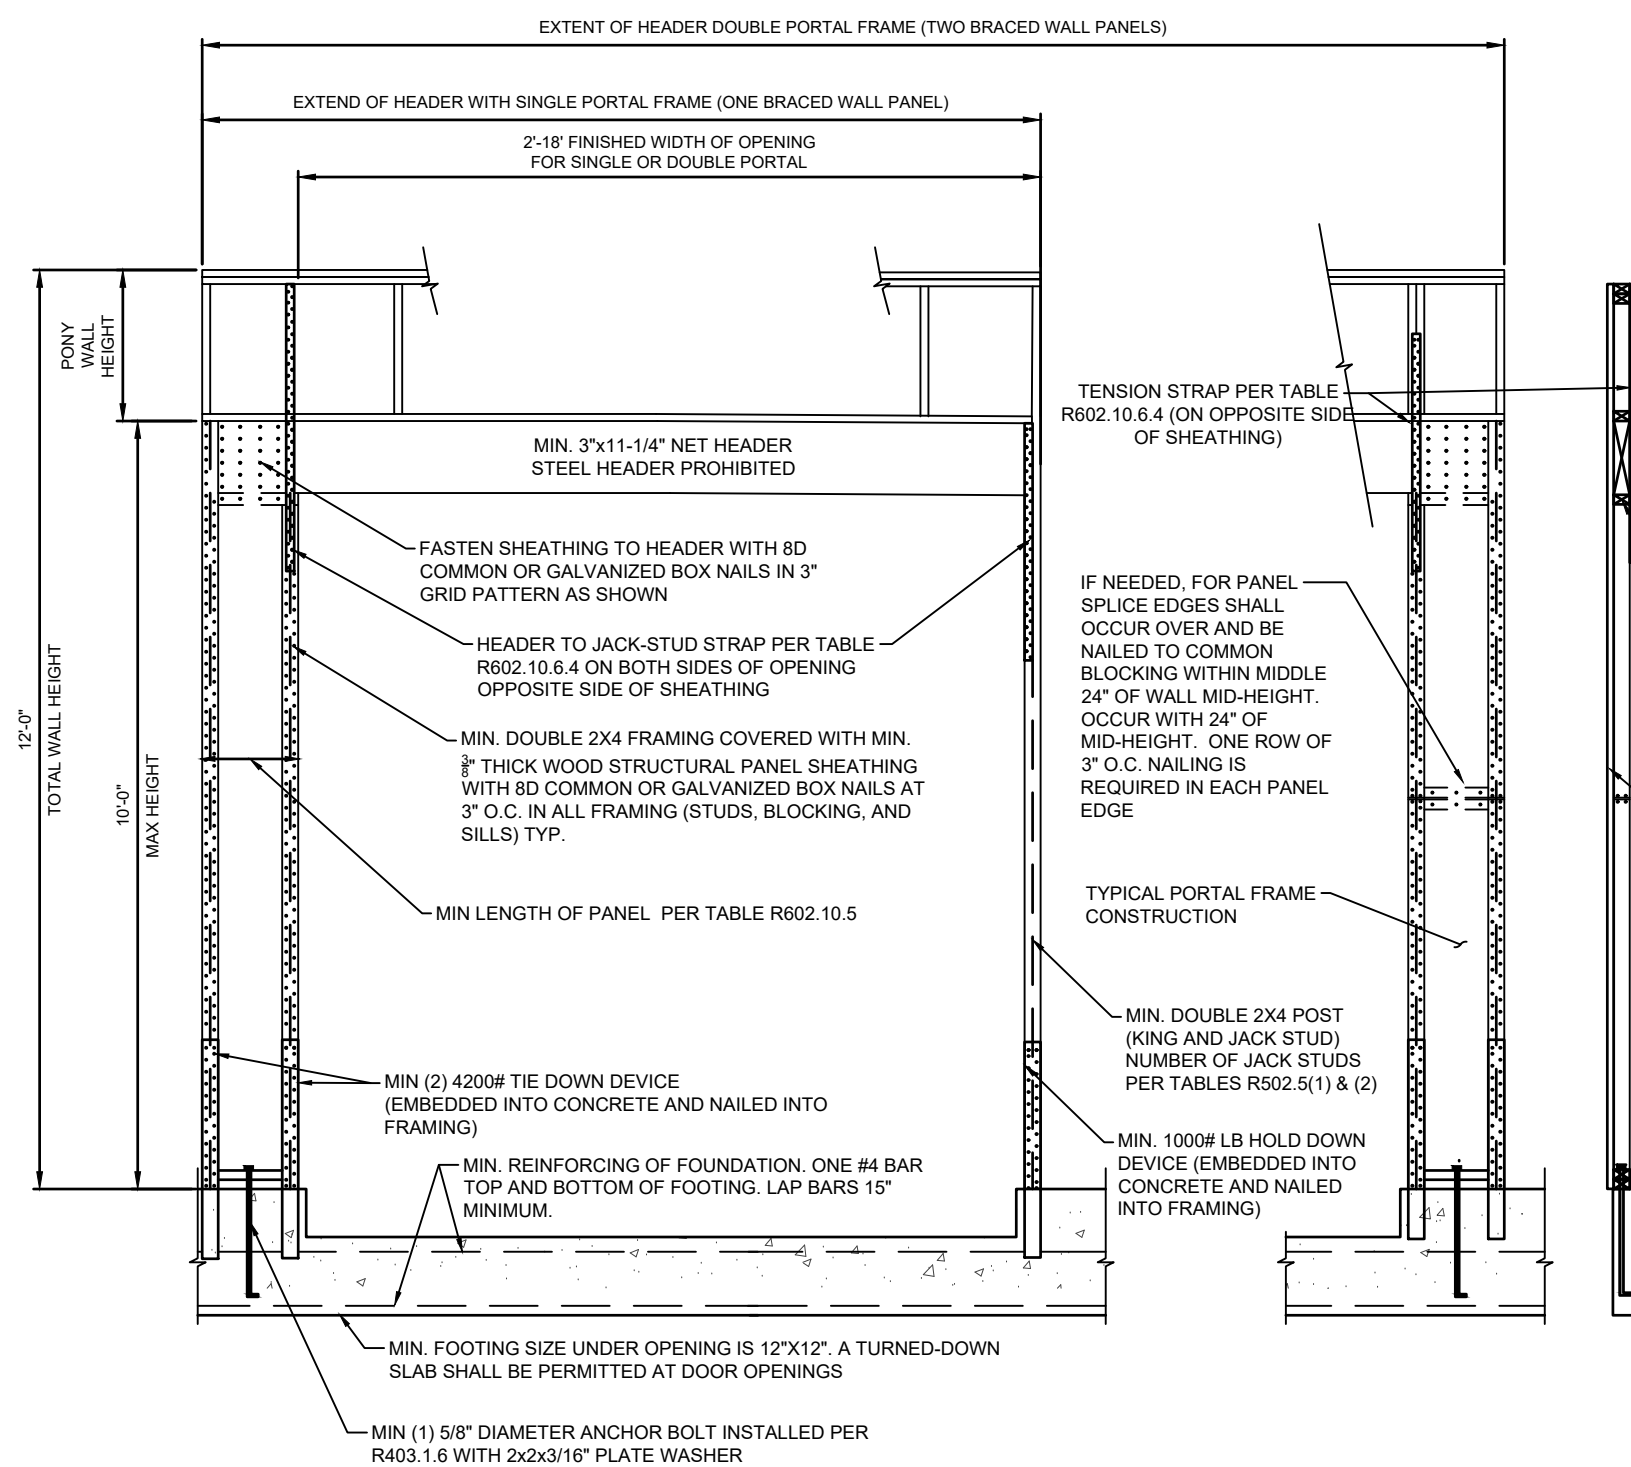 EXTENT OF HEADER DOUBLE PORTAL FRAME (TWO BRACED WALL PANELS)
EXTEND OF HEADER WITH SINGLE PORTAL FRAME (ONE BRACED WALL PANEL)
2'-18' FINISHED WIDTH OF OPENING
FOR SINGLE OR DOUBLE PORTAL
PONY
WALL
HEIGHT
12'-0"
TOTAL WALL HEIGHT
10'-0"
MAX HEIGHT
MIN. 3"x11-1/4" NET HEADER
STEEL HEADER PROHIBITED
TENSION STRAP PER TABLE
R602.10.6.4 (ON OPPOSITE SIDE
OF SHEATHING)
FASTEN SHEATHING TO HEADER WITH 8D
COMMON OR GALVANIZED BOX NAILS IN 3"
GRID PATTERN AS SHOWN
HEADER TO JACK-STUD STRAP PER TABLE
R602.10.6.4 ON BOTH SIDES OF OPENING
OPPOSITE SIDE OF SHEATHING
IF NEEDED, FOR PANEL
SPLICE EDGES SHALL
OCCUR OVER AND BE
NAILED TO COMMON
BLOCKING WITHIN MIDDLE
24" OF WALL MID-HEIGHT.
OCCUR WITH 24" OF
MID-HEIGHT. ONE ROW OF
3" O.C. NAILING IS
REQUIRED IN EACH PANEL
EDGE
MIN. DOUBLE 2X4 FRAMING COVERED WITH MIN.
3/8" THICK WOOD STRUCTURAL PANEL SHEATHING
WITH 8D COMMON OR GALVANIZED BOX NAILS AT
3" O.C. IN ALL FRAMING (STUDS, BLOCKING, AND
SILLS) TYP.
MIN LENGTH OF PANEL PER TABLE R602.10.5
TYPICAL PORTAL FRAME
CONSTRUCTION
MIN. DOUBLE 2X4 POST
(KING AND JACK STUD)
NUMBER OF JACK STUDS
PER TABLES R502.5(1) & (2)
MIN (2) 4200# TIE DOWN DEVICE
(EMBEDDED INTO CONCRETE AND NAILED INTO
FRAMING)
MIN. 1000# LB HOLD DOWN
DEVICE (EMBEDDED INTO
CONCRETE AND NAILED
INTO FRAMING)
MIN. REINFORCING OF FOUNDATION. ONE #4 BAR
TOP AND BOTTOM OF FOOTING. LAP BARS 15"
MINIMUM.
MIN. FOOTING SIZE UNDER OPENING IS 12"X12". A TURNED-DOWN
SLAB SHALL BE PERMITTED AT DOOR OPENINGS
MIN (1) 5/8" DIAMETER ANCHOR BOLT INSTALLED PER
R403.1.6 WITH 2x2x3/16" PLATE WASHER